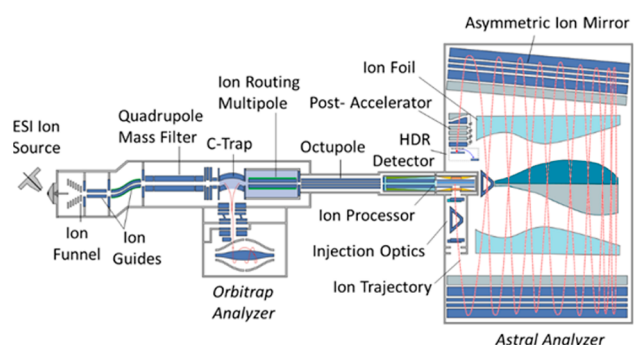 Asymmetric Ion Mirror
Ion Foil
Post- Accelerator
HDR
Detector
Ion Routing
Multipole
Quadrupole
Mass Filter
C-Trap
Octupole
ESI Ion
Source
Ion
Funnel
Ion
Guides
Ion Processor
Injection Optics
Ion Trajectory
Orbitrap
Analyzer
Astral Analyzer